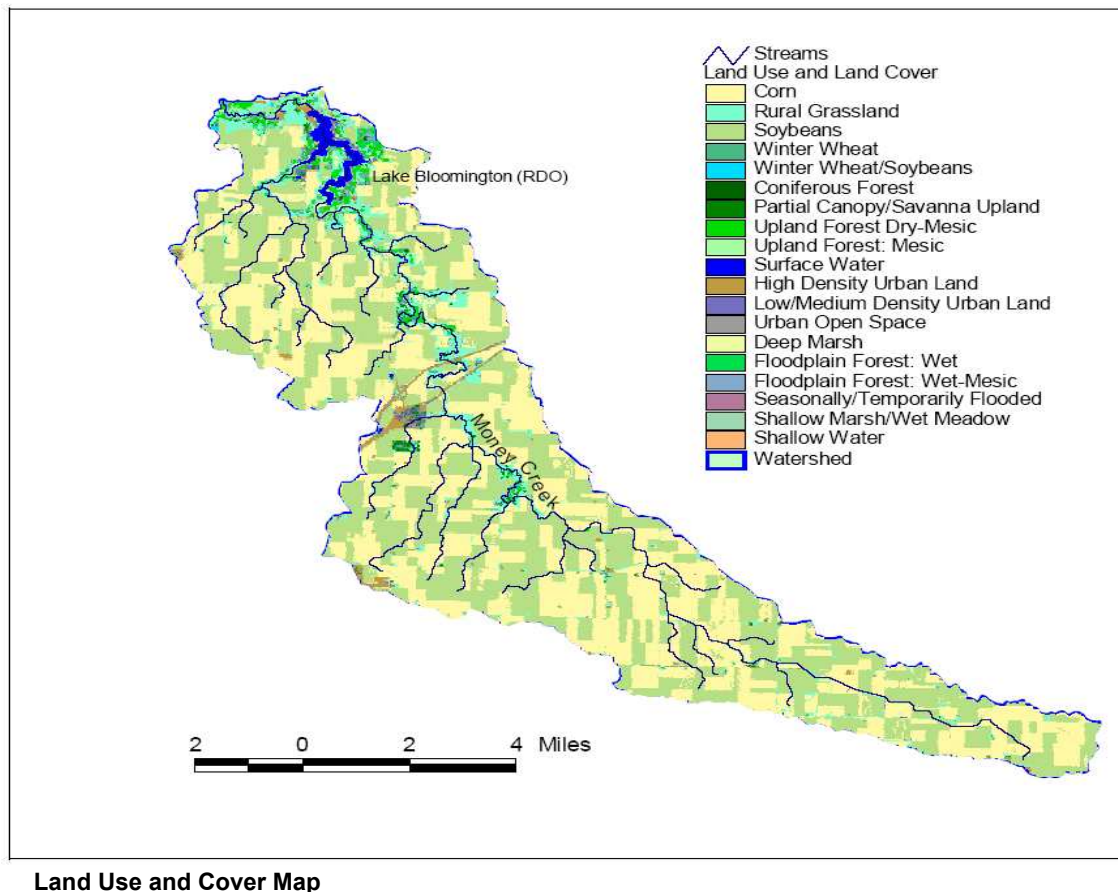 Streams
Land Use and Land Cover
Corn
Rural Grassland
Soybeans
Winter Wheat
Winter Wheat/Soybeans
Coniferous Forest
Partial Canopy/Savanna Upland
Upland Forest Dry-Mesic
Upland Forest: Mesic
Surface Water
High Density Urban Land
Low/Medium Density Urban Land
Urban Open Space
Deep Marsh
Floodplain Forest: Wet
Floodplain Forest: Wet-Mesic
Seasonally/Temporarily Flooded
Shallow Marsh/Wet Meadow
Shallow Water
Watershed
Lake Bloomington (RDO)
Money Creek
2 0 2 4 Miles
Land Use and Cover Map